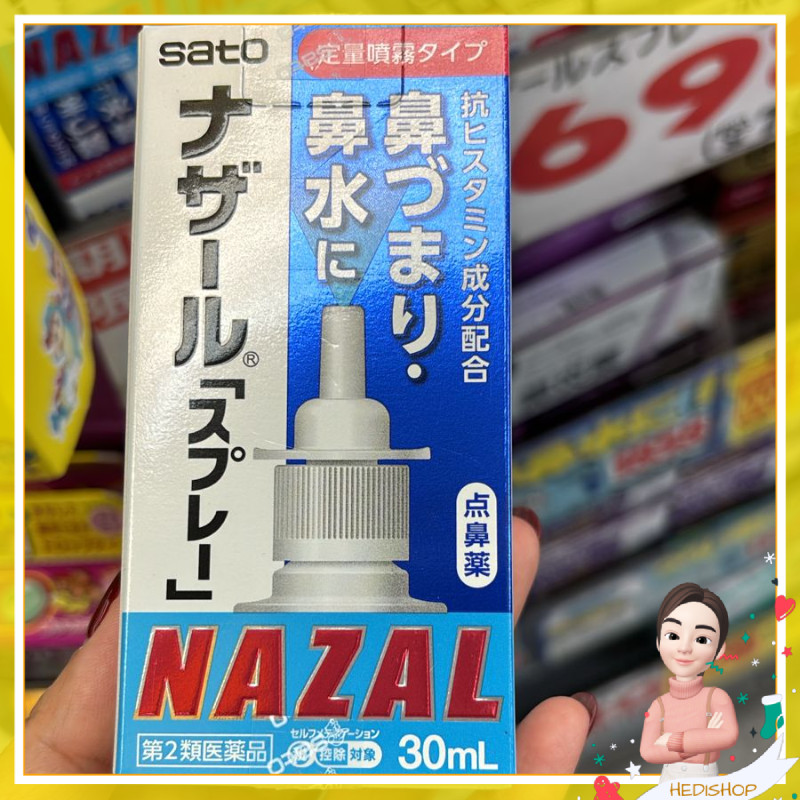 sato
定量噴霧タイプ
ナザール®「スプレー」
鼻づまり・
鼻水に
抗ヒスタミン成分配合
点鼻薬
NAZAL
第2類医薬品
セルフメディケーション
控除対象
30mL
69
HEDISHOP